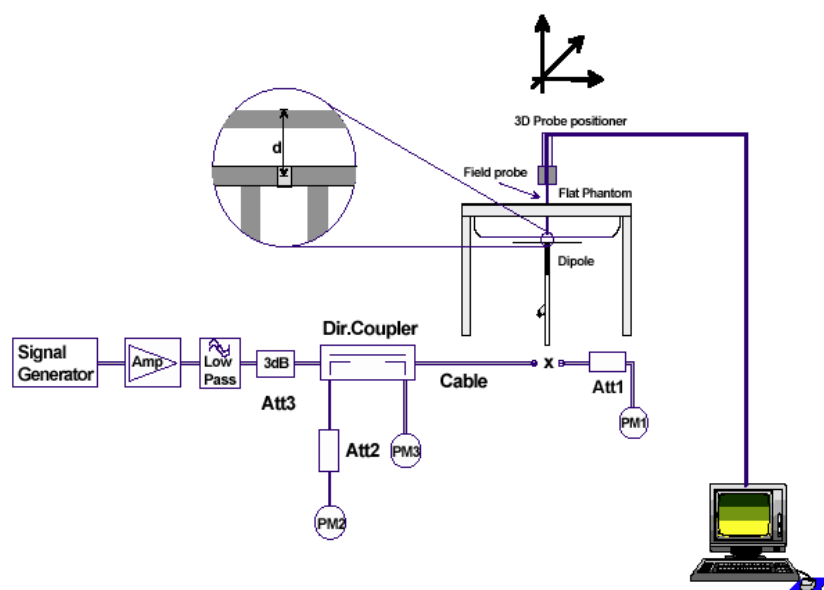 3D Probe positioner
d
Field probe
Flat Phantom
Dipole
Dir.Coupler
Signal
Generator
Amp
Low
Pass
3dB
Att3
Cable
x
Att1
PM1
Att2
PM3
PM2